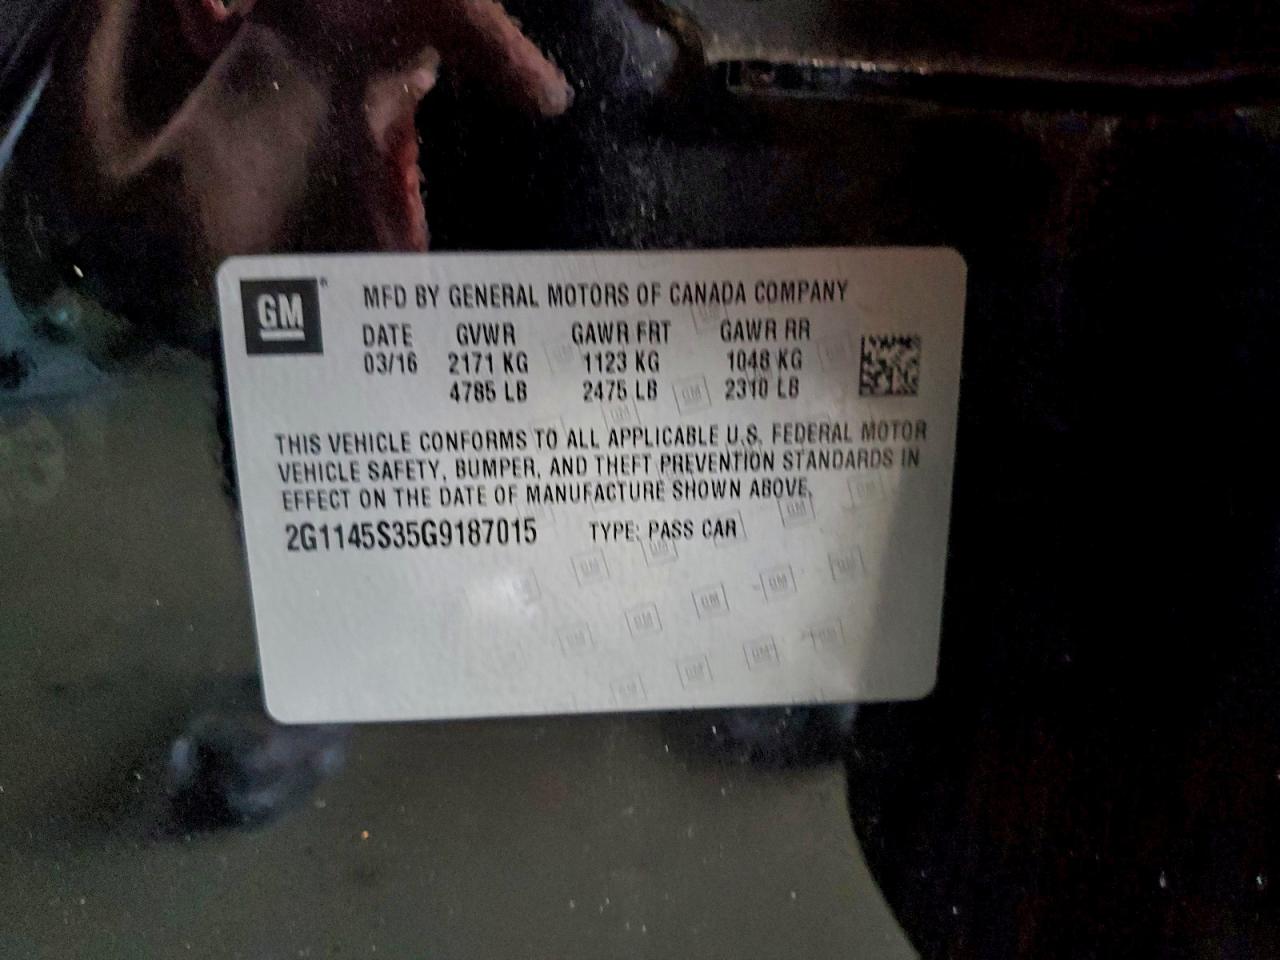 GM
MFD BY GENERAL MOTORS OF CANADA COMPANY
DATE GVWR GAWR FRT GAWR RR
03/16 2171 KG 1123 KG 1048 KG
4785 LB 2475 LB 2310 LB
THIS VEHICLE CONFORMS TO ALL APPLICABLE U.S. FEDERAL MOTOR
VEHICLE SAFETY, BUMPER, AND THEFT PREVENTION STANDARDS IN
EFFECT ON THE DATE OF MANUFACTURE SHOWN ABOVE.
2G1145S35G9187015 TYPE: PASS CAR